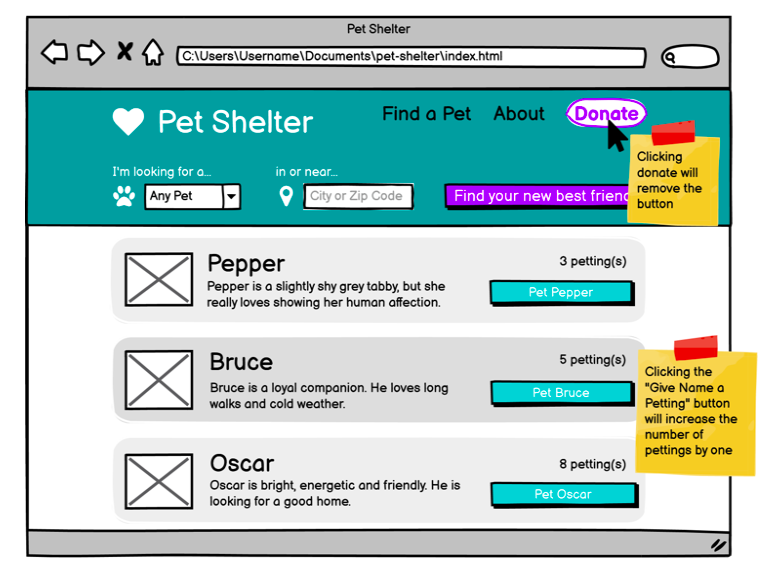 Pet Shelter
C:\Users\Username\Documents\pet-shelter\index.html
Pet Shelter
Find a Pet
About
Donate
Clicking
donate will
remove the
button
I'm looking for a...
in or near...
Any Pet
City or Zip Code
Find your new best friend
Pepper
Pepper is a slightly shy grey tabby, but she
really loves showing her human affection.
3 petting(s)
Pet Pepper
Bruce
Bruce is a loyal companion. He loves long
walks and cold weather.
5 petting(s)
Pet Bruce
Clicking the
"Give Name a
Petting" button
will increase the
number of
pettings by one
Oscar
Oscar is bright, energetic and friendly. He is
looking for a good home.
8 petting(s)
Pet Oscar